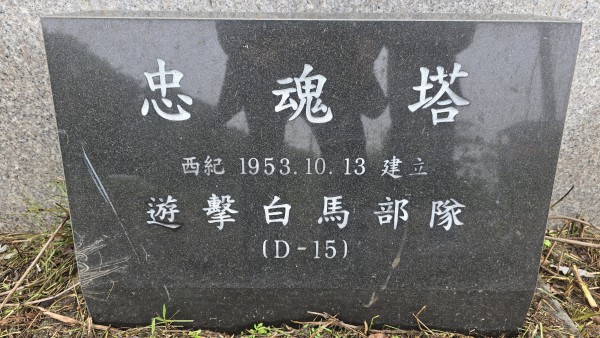 忠魂塔
西紀 1953.10.13 建立
遊擊白馬部隊
(D-15)